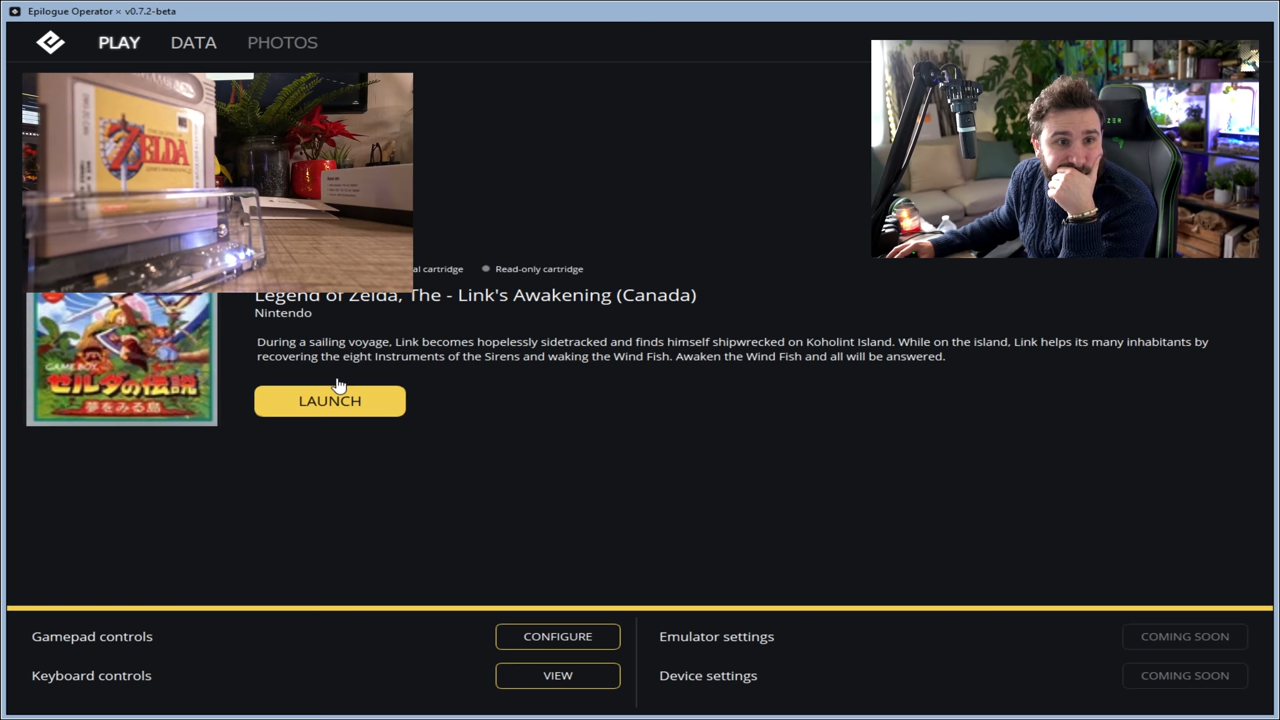 Epilogue Operator × v0.7.2-beta
PLAY DATA PHOTOS
ZELDA
al cartridge Read-only cartridge
Legend of Zelda, The - Link's Awakening (Canada)
Nintendo
During a sailing voyage, Link becomes hopelessly sidetracked and finds himself shipwrecked on Koholint Island. While on the island, Link helps its many inhabitants by
recovering the eight Instruments of the Sirens and waking the Wind Fish. Awaken the Wind Fish and all will be answered.
GAME BOY
ゼルダの伝説
夢をみる島
LAUNCH
Gamepad controls CONFIGURE Emulator settings COMING SOON
Keyboard controls VIEW Device settings COMING SOON